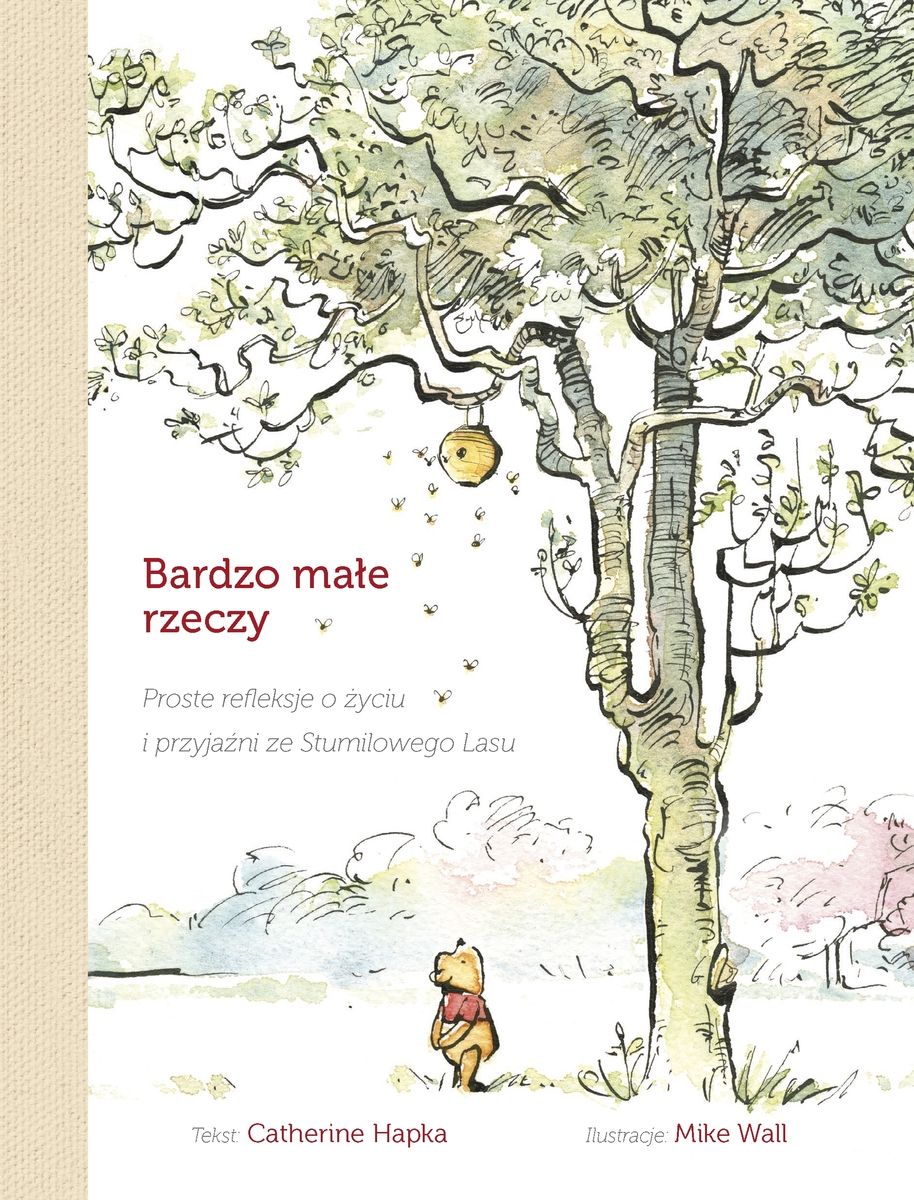 Bardzo małe
rzeczy
Proste refleksje o życiu
i przyjaźni ze Stumilowego Lasu
Tekst: Catherine Hapka
Ilustracje: Mike Wall